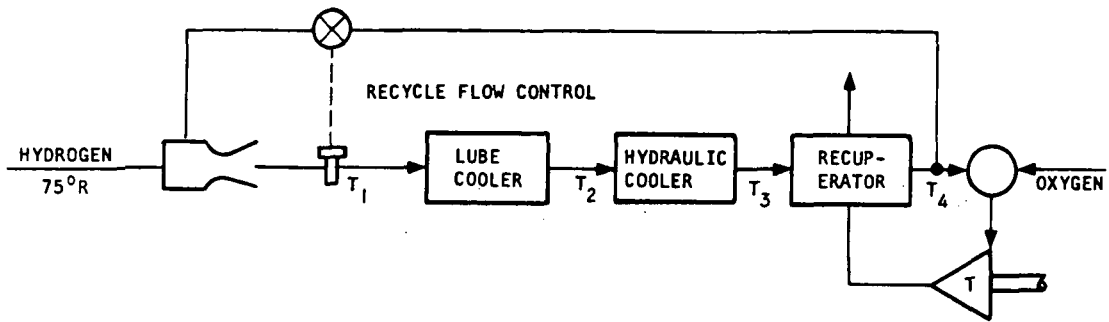 RECYCLE FLOW CONTROL
HYDROGEN
75°R
T1
LUBE
COOLER
T2
HYDRAULIC
COOLER
T3
RECUP-
ERATOR
T4
OXYGEN
T